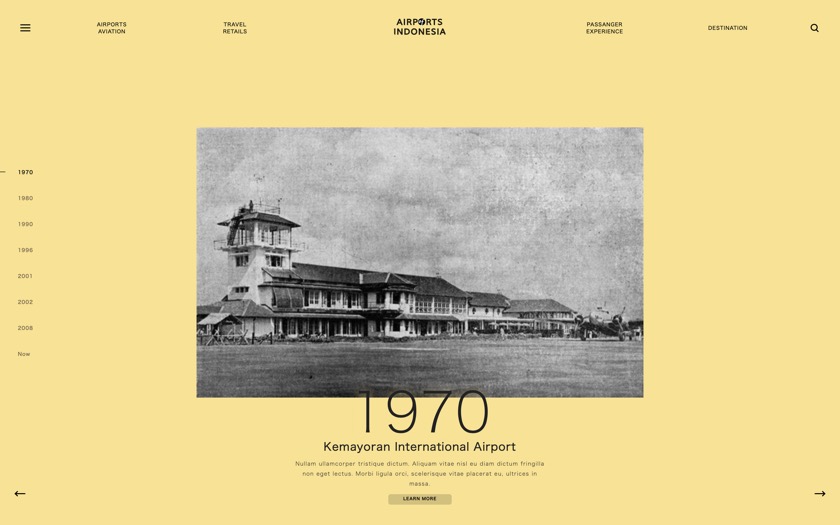 AIRPORTS
AVIATION
TRAVEL
RETAILS
AIRPORTS
INDONESIA
PASSENGER
EXPERIENCE
DESTINATION
1970
1980
1990
1996
2001
2002
2008
Now
1970
Kemayoran International Airport
Nullam ullamcorper tristique dictum. Aliquam vitae nisl eu diam dictum fringilla
non eget lectus. Morbi ligula orci, scelerisque vitae placerat eu, ultrices in
massa.
LEARN MORE